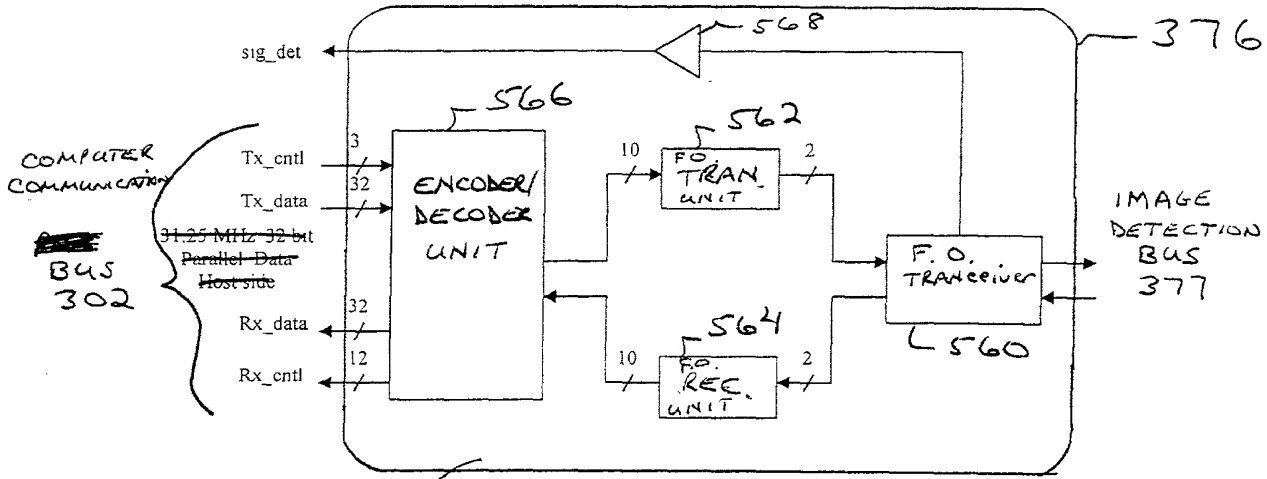 568
376
sig_det
566
562
COMPUTER
COMMUNICATION
BUS
302
Tx_cntl
3
Tx_data
32
31.25 MHz 32-bit
Parallel Data
Host side
Rx_data
32
Rx_cntl
12
ENCODER/
DECODER
UNIT
10
F.O.
TRAN.
UNIT
2
F.O.
TRANCEIVER
560
IMAGE
DETECTION
BUS
377
564
10
F.O.
REC.
UNIT
2